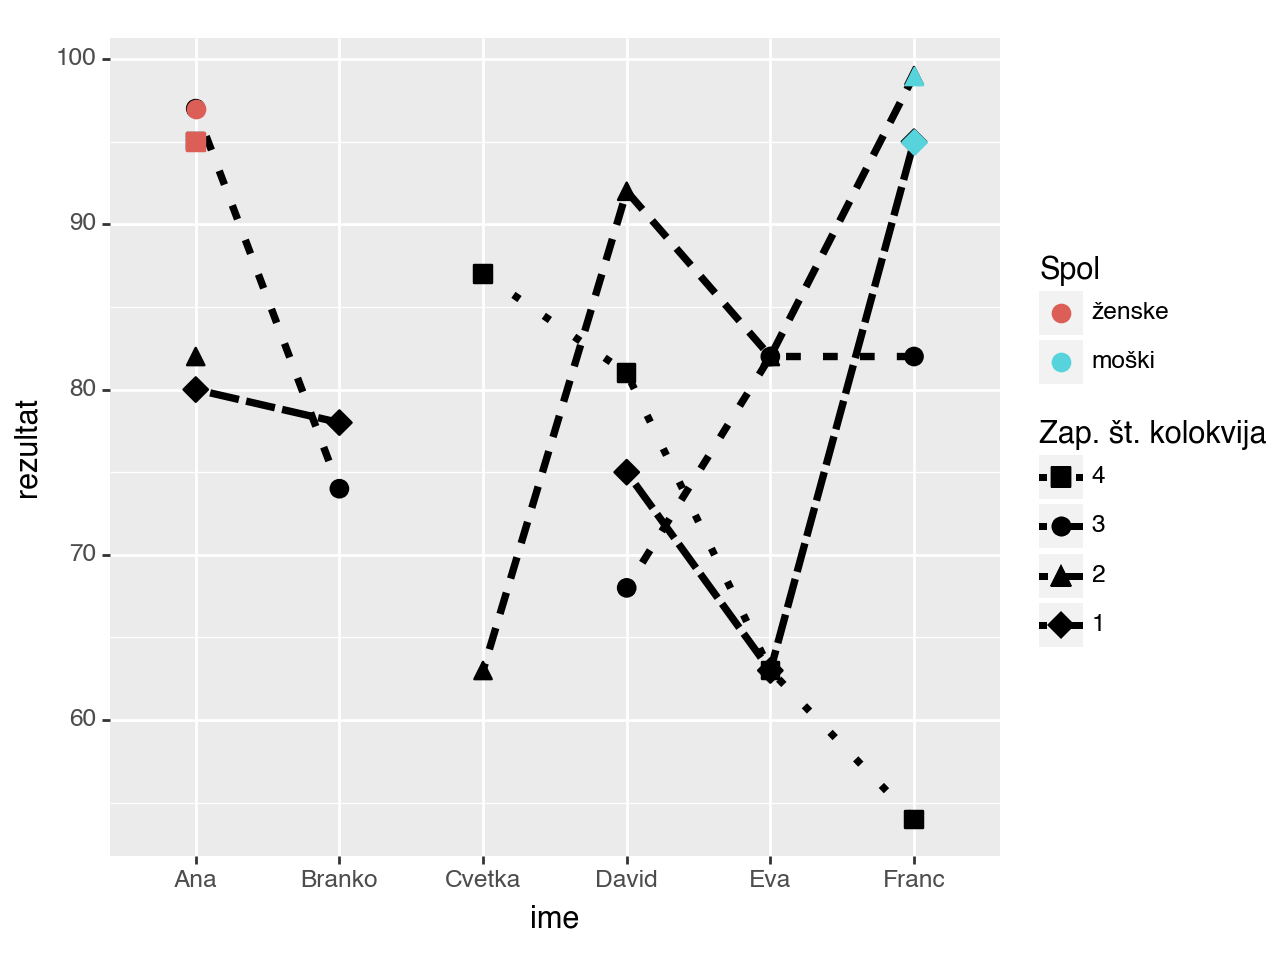 100
90
80
70
60
rezultat
Ana Branko Cvetka David Eva Franc
ime
Spol
ženske
moški
Zap. št. kolokvija
4
3
2
1